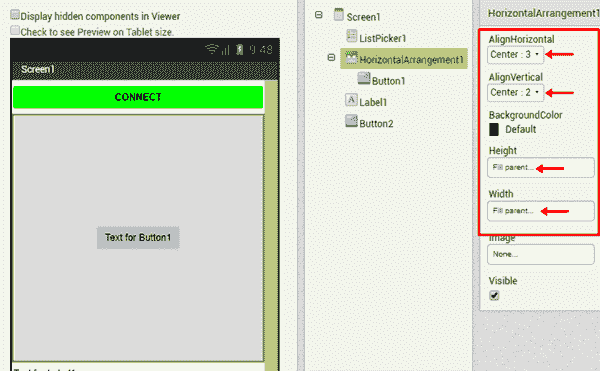 Display hidden components in Viewer
Check to see Preview on Tablet size.
9:48
Screen1
CONNECT
Text for Button1
Screen1
ListPicker1
HorizontalArrangement1
Button1
A
Label1
Button2
HorizontalArrangement1
AlignHorizontal
Center : 3
AlignVertical
Center : 2
BackgroundColor
Default
Height
Fill parent...
Width
Fill parent...
Image
None...
Visible